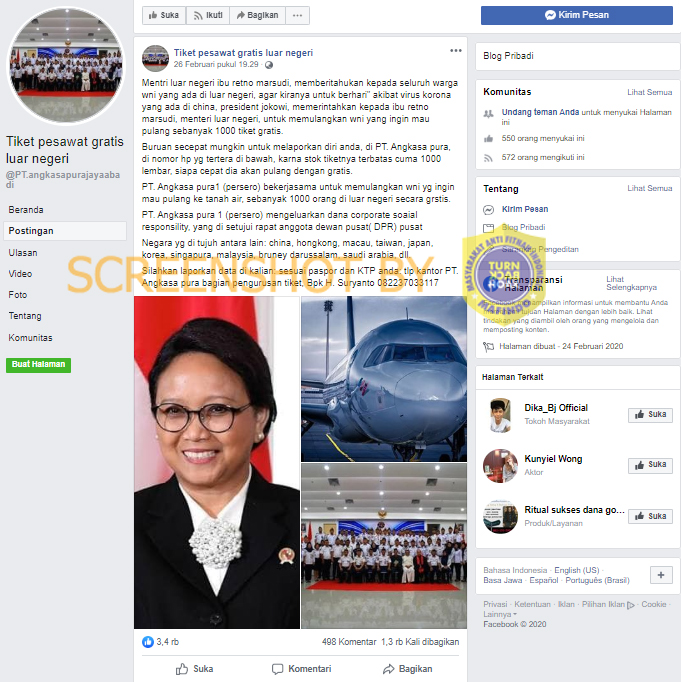 Suka
Ikuti
Bagikan
Kirim Pesan
Tiket pesawat gratis
luar negeri
@PT.angkasapurajayaaba
di
Beranda
Postingan
Ulasan
Video
Foto
Tentang
Komunitas
Buat Halaman
Tiket pesawat gratis luar negeri
26 Februari pukul 19.29
Mentri luar negeri ibu retno marsudi, memberitahukan kepada seluruh warga
wni yang ada di luar negeri, agar kiranya untuk berhari" akibat virus korona
yang ada di china, president jokowi, memerintahkan kepada ibu retno
marsudi, menteri luar negeri, untuk memulangkan wni yang ingin mau
pulang sebanyak 1000 tiket gratis.
Buruan secepat mungkin untuk melaporkan diri anda, di PT. Angkasa pura,
di nomor hp yg tertera di bawah, karna stok tiketnya terbatas cuma 1000
lembar, siapa cepat dia akan pulang dengan gratis.
PT. Angkasa pura1 (persero) bekerjasama untuk memulangkan wni yg ingin
mau pulang ke tanah air, sebanyak 1000 orang di luar negeri secara grstis.
PT. Angkasa pura 1 (persero) mengeluarkan dana corporate soaial
responsility, yang di setujui rapat anggota dewan pusat( DPR) pusat
Negara yg di tujuh antara lain: china, hongkong, macau, taiwan, japan,
korea, singapura, malaysia, bruney darussalam, saudi arabia, dll.
Silahkan laporkan data di kalian, sesuai paspor dan KTP anda, tlp kantor PT.
Angkasa pura bagian pengurusan tiket, Bpk H. Suryanto 082237033117
SCREENSHOT BY
MASYARAKAT ANTI FITNAH INDONESIA
TURN
BACK
HOAX
MAFINDO
3,4 rb
498 Komentar
1,3 rb Kali dibagikan
Suka
Komentari
Bagikan
Blog Pribadi
Komunitas
Lihat Semua
Undang teman Anda untuk menyukai Halaman
ini
550 orang menyukai ini
572 orang mengikuti ini
Tentang
Lihat Semua
Kirim Pesan
Blog Pribadi
Sarankan Pengeditan
Transparansi
Halaman
Lihat
Selengkapnya
Facebook menampilkan informasi untuk membantu Anda
memahami tujuan Halaman dengan lebih baik. Lihat
tindakan yang diambil oleh orang yang mengelola dan
memposting konten.
Halaman dibuat - 24 Februari 2020
Halaman Terkait
Dika_Bj Official
Tokoh Masyarakat
Suka
Kunyiel Wong
Aktor
Suka
Ritual sukses dana go...
Produk/Layanan
Suka
Bahasa Indonesia · English (US) ·
Basa Jawa · Español · Português (Brasil)
Privasi · Ketentuan · Iklan · Pilihan Iklan · Cookie ·
Lainnya
Facebook © 2020